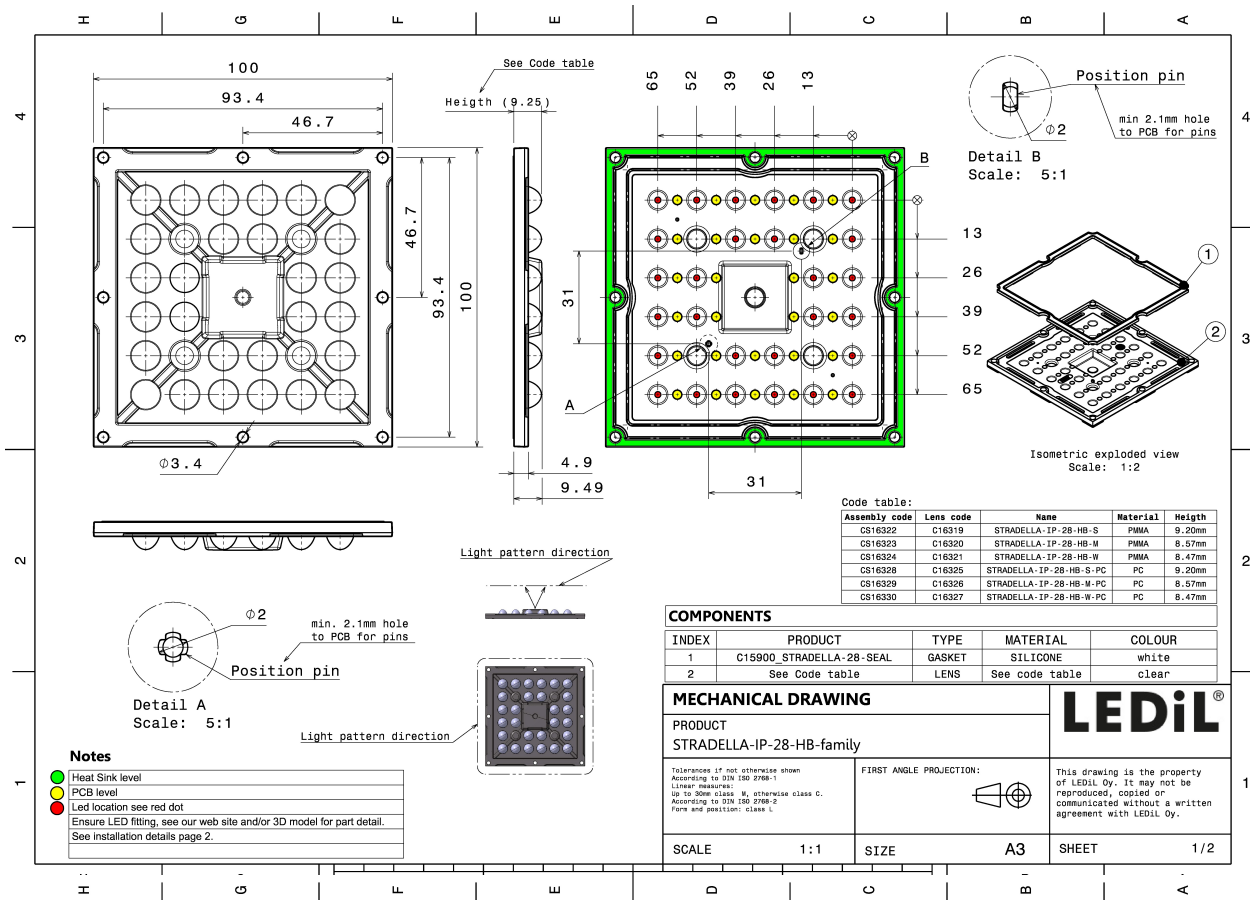 H G F E D C B A
4
3
2
1
100
93.4
46.7
46.7
93.4
100
Ø3.4
See Code table
Heigth (9.25)
4.9
9.49
65 52 39 26 13
B
13
26
39
52
65
31
A
31
Position pin
min 2.1mm hole
to PCB for pins
Ø2
Detail B
Scale: 5:1
1
2
Isometric exploded view
Scale: 1:2
4
3
2
1
Ø2
min. 2.1mm hole
to PCB for pins
Position pin
Detail A
Scale: 5:1
Light pattern direction
Light pattern direction
Notes
Heat Sink level
PCB level
Led location see red dot
Ensure LED fitting, see our web site and/or 3D model for part detail.
See installation details page 2.
Code table:
Assembly code Lens code Name Material Heigth
CS16322 C16319 STRADELLA-IP-28-HB-S PMMA 9.20mm
CS16323 C16320 STRADELLA-IP-28-HB-M PMMA 8.57mm
CS16324 C16321 STRADELLA-IP-28-HB-W PMMA 8.47mm
CS16328 C16325 STRADELLA-IP-28-HB-S-PC PC 9.20mm
CS16329 C16326 STRADELLA-IP-28-HB-M-PC PC 8.57mm
CS16330 C16327 STRADELLA-IP-28-HB-W-PC PC 8.47mm
COMPONENTS
INDEX PRODUCT TYPE MATERIAL COLOUR
1 C15900_STRADELLA-28-SEAL GASKET SILICONE white
2 See Code table LENS See code table clear
MECHANICAL DRAWING
PRODUCT
STRADELLA-IP-28-HB-family
LEDiL®
Tolerances if not otherwise shown
According to DIN ISO 2768-1
Linear measures:
Up to 30mm class M, otherwise class C.
According to DIN ISO 2768-2
Form and position: class L
FIRST ANGLE PROJECTION:
This drawing is the property
of LEDiL Oy. It may not be
reproduced, copied or
communicated without a written
agreement with LEDiL Oy.
SCALE 1:1
SIZE A3
SHEET 1/2
H G F E D C B A